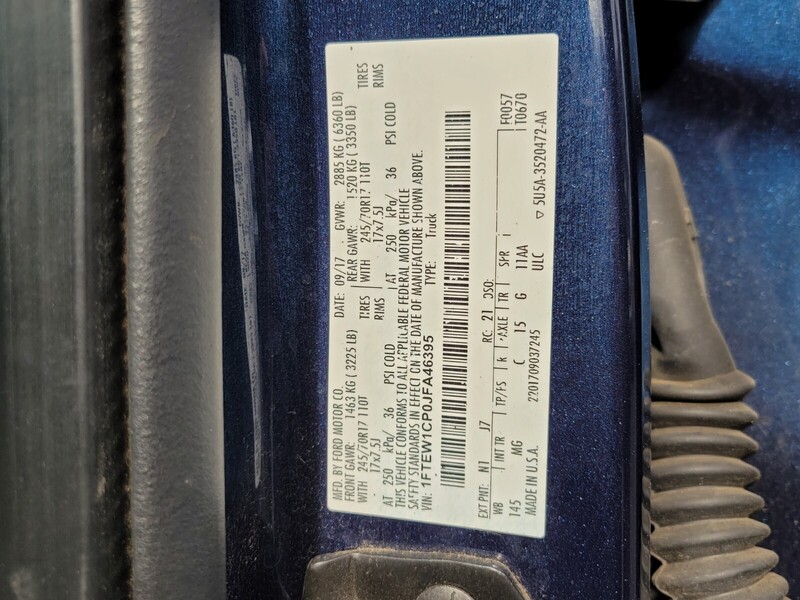 MFD. BY FORD MOTOR CO. DATE: 09/17 GVWR: 2885 KG ( 6360 LB)
FRONT GAWR: 1463 KG ( 3225 LB) REAR GAWR: 1520 KG ( 3350 LB)
WITH 245/70R17 110T TIRES WITH 245/70R17 110T TIRES
17x7.5J RIMS 17x7.5J RIMS
AT 250 kPa/ 36 PSI COLD AT 250 kPa/ 36 PSI COLD
THIS VEHICLE CONFORMS TO ALL APPLICABLE FEDERAL MOTOR VEHICLE
SAFETY STANDARDS IN EFFECT ON THE DATE OF MANUFACTURE SHOWN ABOVE.
VIN: 1FTEW1CP0JFA46395 TYPE: Truck
EXT PNT: N1 J7 RC: 21 DSO: F0057
WB INT TR TP/PS R AXLE TR SPR T0670
145 MG C 15 G 11AA
MADE IN U.S.A. 2201709037245 ULC ▽ 5U5A-3520472-AA